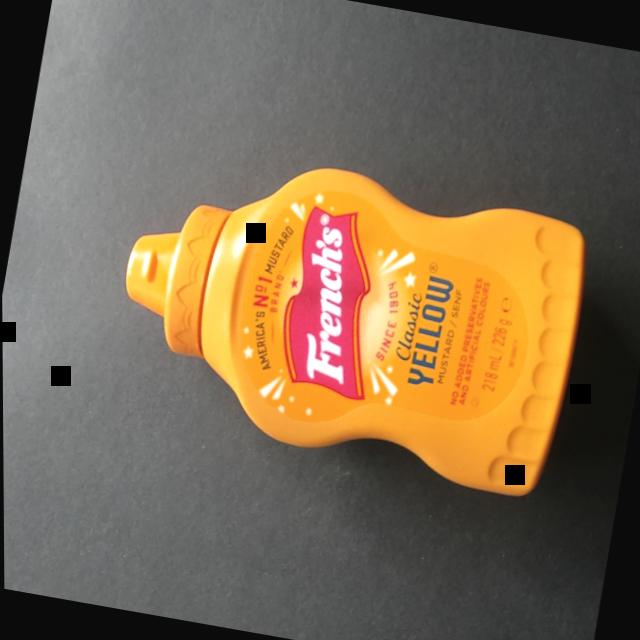 AMERICA'S Nº1 MUSTARD
BRAND
French's®
SINCE 1904
Classic
YELLOW®
MUSTARD / SENF
NO ADDED PRESERVATIVES
AND ARTIFICIAL COLOURS
218 mL 226 g ℮